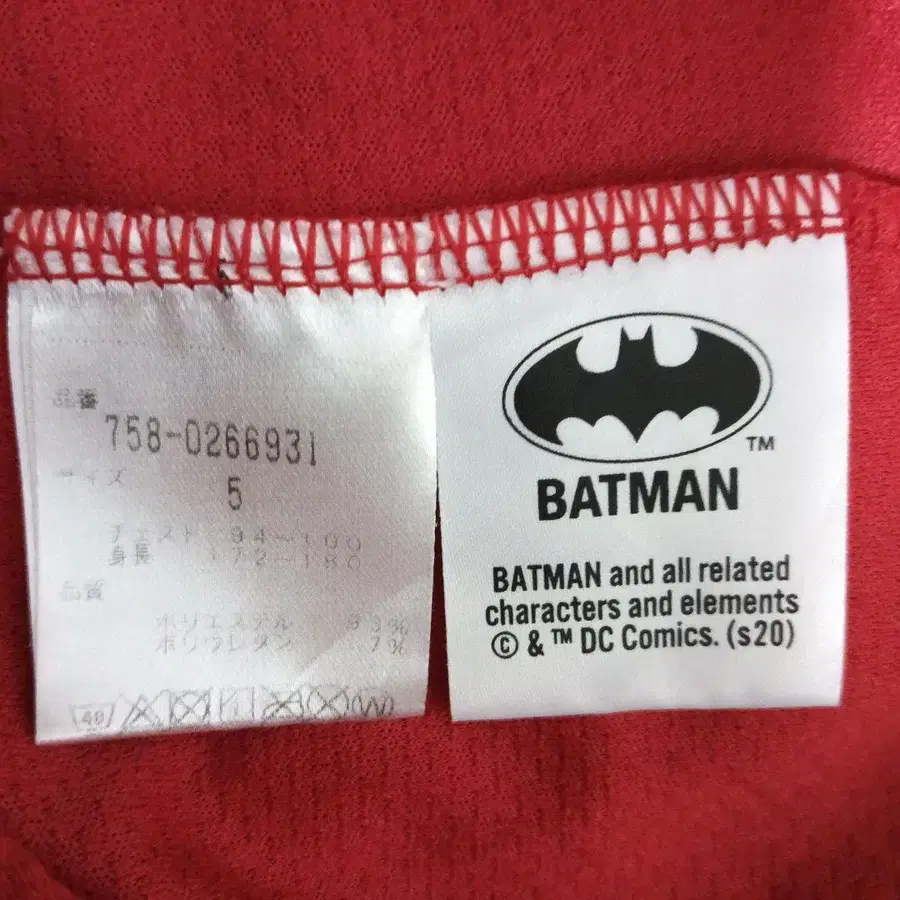 品番
758-0266931
サイズ
5
チェスト 94-100
身長 172-180
品質
ポリエステル 93%
ポリウレタン 7%
40
TM
BATMAN
BATMAN and all related
characters and elements
© & ™ DC Comics. (s20)